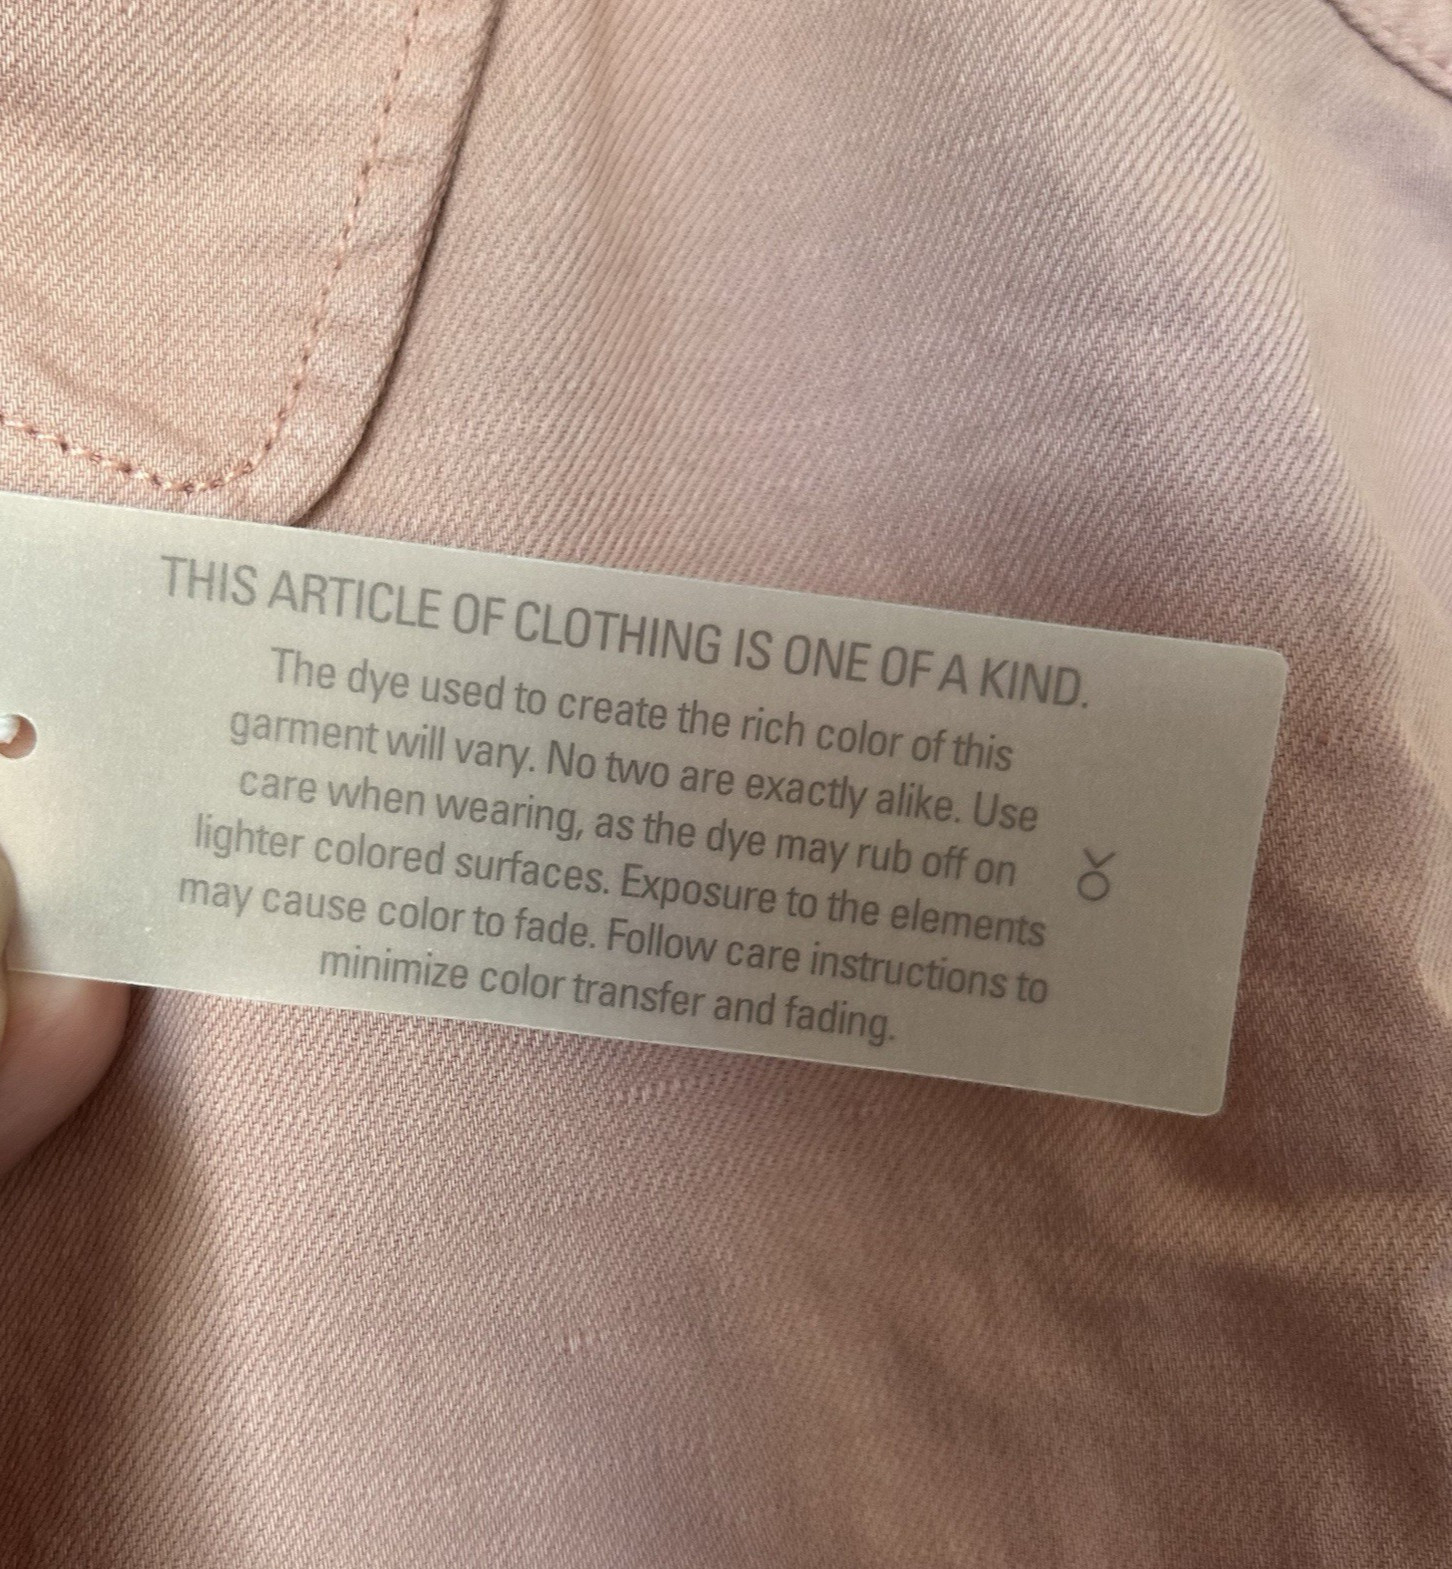 THIS ARTICLE OF CLOTHING IS ONE OF A KIND.
The dye used to create the rich color of this
garment will vary. No two are exactly alike. Use
care when wearing, as the dye may rub off on
lighter colored surfaces. Exposure to the elements
may cause color to fade. Follow care instructions to
minimize color transfer and fading.